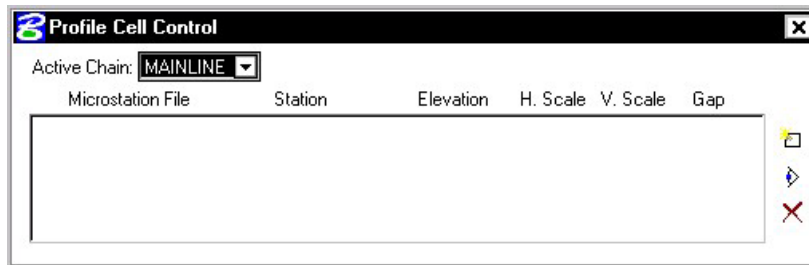 Profile Cell Control
Active Chain: MAINLINE
Microstation File Station Elevation H. Scale V. Scale Gap